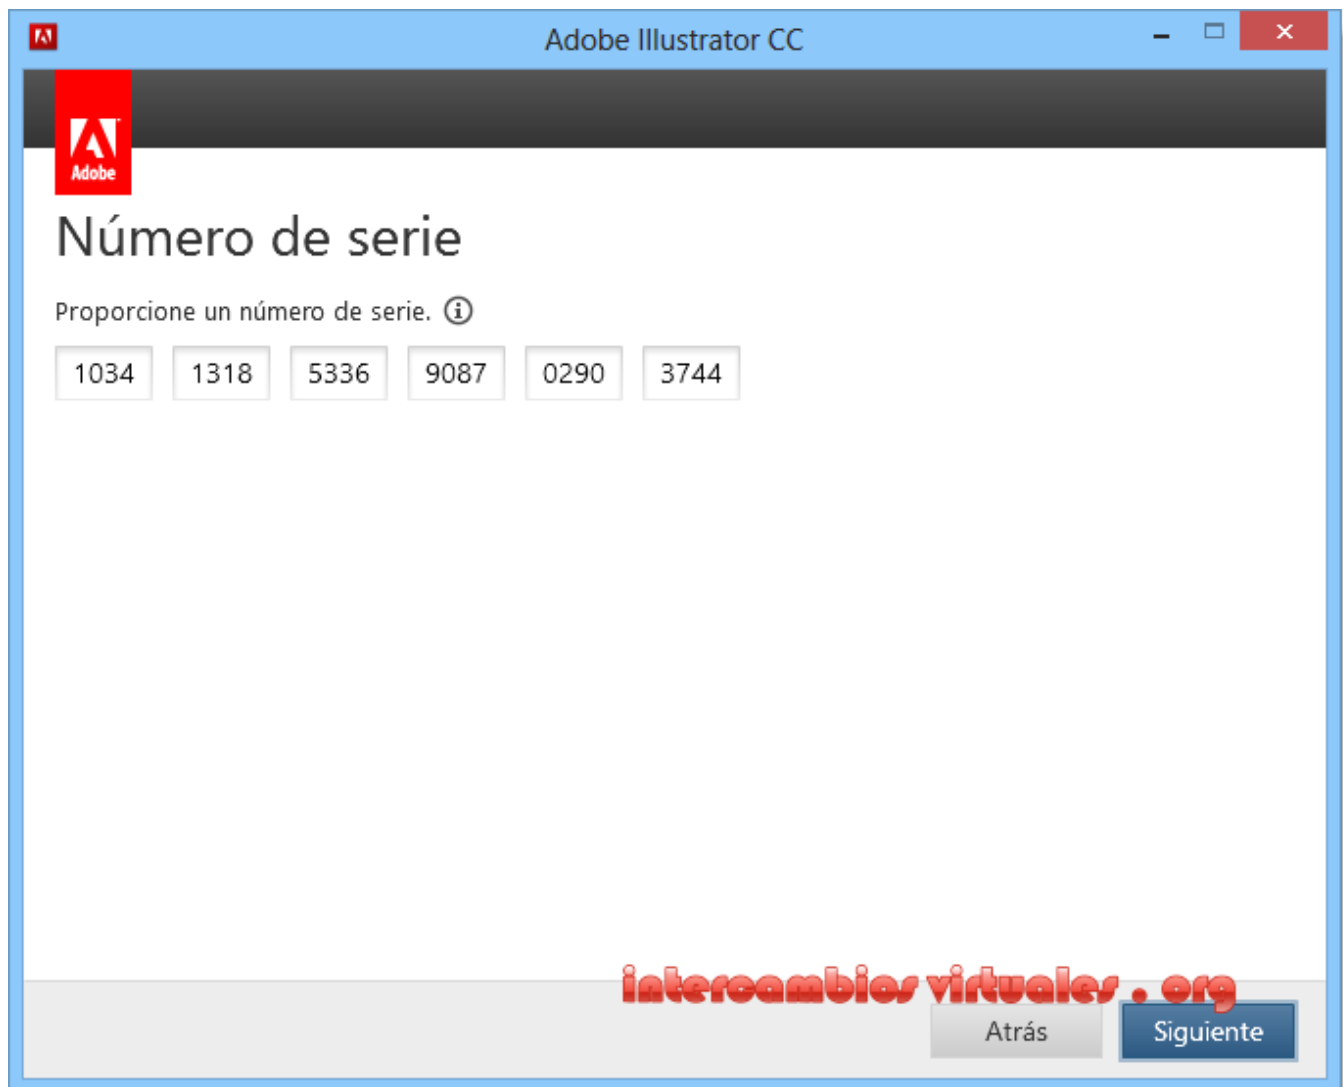 Adobe Illustrator CC
Adobe
Número de serie
Proporcione un número de serie.
1034 1318 5336 9087 0290 3744
intercambios virtuales . org
Atrás Siguiente